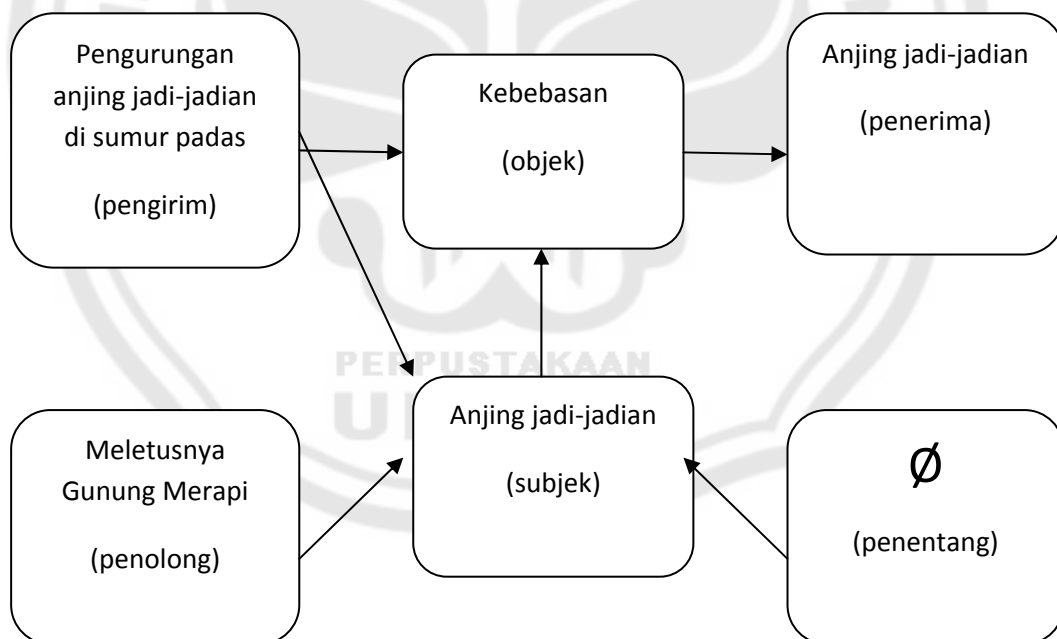 Pengurungan
anjing jadi-jadian
di sumur padas
(pengirim)
Kebebasan
(objek)
Anjing jadi-jadian
(penerima)
PERPUSTAKAAN
Meletusnya
Gunung Merapi
(penolong)
Anjing jadi-jadian
(subjek)
Ø
(penentang)